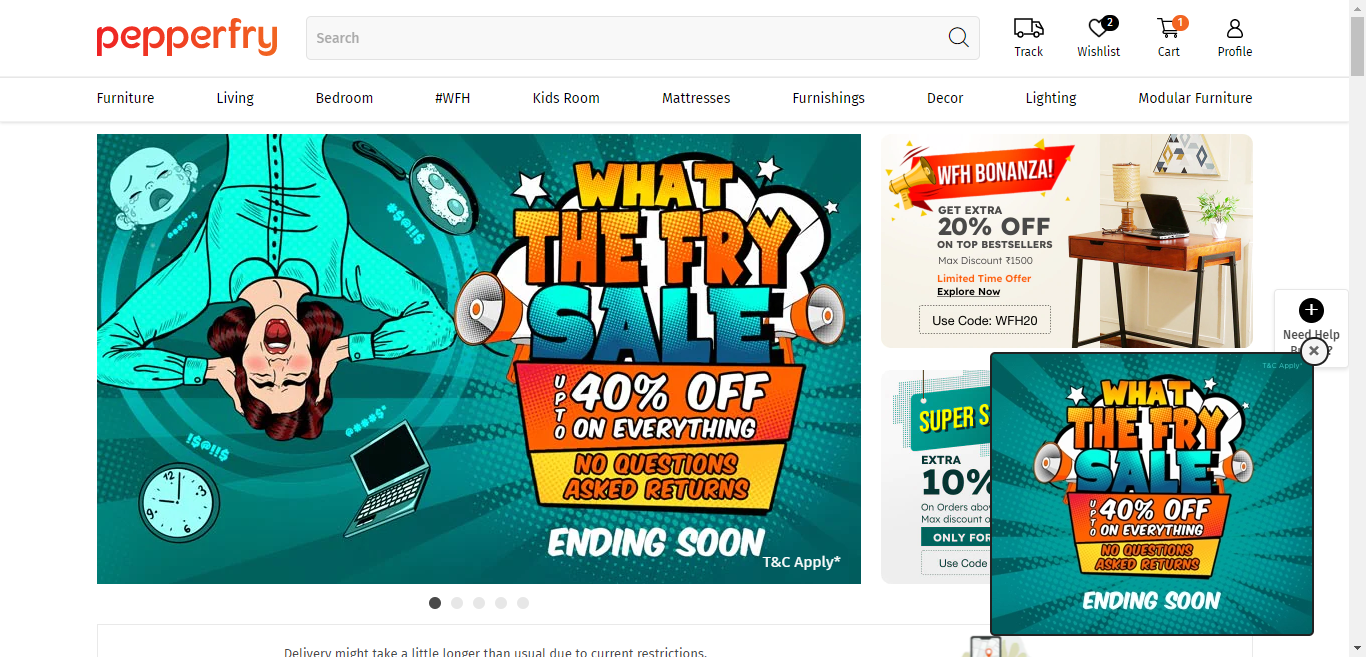 pepperfry
Search
Track
2
Wishlist
1
Cart
Profile
Furniture
Living
Bedroom
#WFH
Kids Room
Mattresses
Furnishings
Decor
Lighting
Modular Furniture
WHAT
THE FRY
SALE
UPTO
40% OFF
ON EVERYTHING
NO QUESTIONS
ASKED RETURNS
ENDING SOON
T&C Apply*
#$@!!$
@****$*
!$@!!$
12
3
6
9
WFH BONANZA!
GET EXTRA
20% OFF
ON TOP BESTSELLERS
Max Discount ₹1500
Limited Time Offer
Explore Now
Use Code: WFH20
Need Help
SUPER S
EXTRA
10%
On Orders abo
Max discount o
ONLY FOR
Use Code
T&C Apply*
WHAT
THE FRY
SALE
UPTO
40% OFF
ON EVERYTHING
NO QUESTIONS
ASKED RETURNS
ENDING SOON
Delivery might take a little longer than usual due to current restrictions.